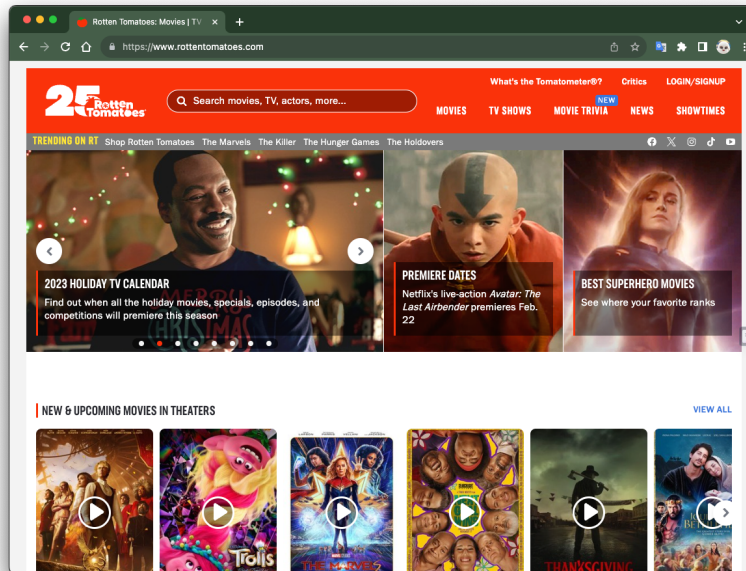 Rotten Tomatoes: Movies | TV
https://www.rottentomatoes.com
What's the Tomatometer®? Critics LOGIN/SIGNUP
25 Rotten Tomatoes
Search movies, TV, actors, more...
MOVIES TV SHOWS MOVIE TRIVIA NEW NEWS SHOWTIMES
TRENDING ON RT Shop Rotten Tomatoes The Marvels The Killer The Hunger Games The Holdovers
2023 HOLIDAY TV CALENDAR
Find out when all the holiday movies, specials, episodes, and
competitions will premiere this season
PREMIERE DATES
Netflix's live-action Avatar: The
Last Airbender premieres Feb.
22
BEST SUPERHERO MOVIES
See where your favorite ranks
MERRY
CHRISTMAS
NEW & UPCOMING MOVIES IN THEATERS
VIEW ALL
Trolls
THE MARVELS
THANKSGIVING